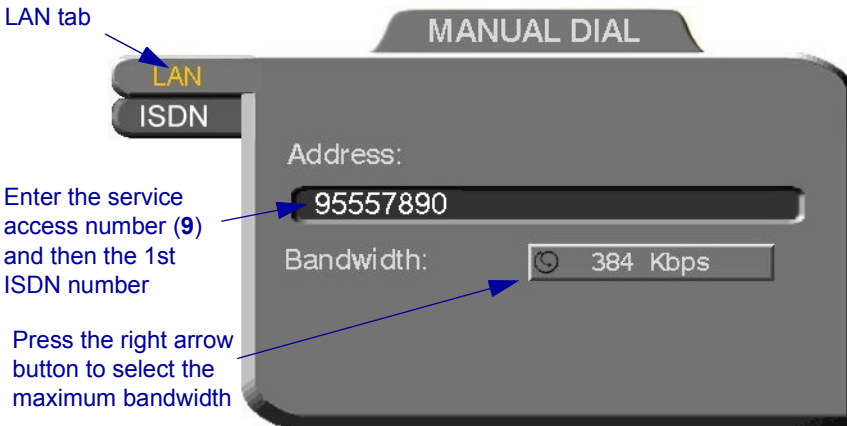 LAN tab
MANUAL DIAL
LAN
ISDN
Address:
95557890
Enter the service
access number (9)
and then the 1st
ISDN number
Bandwidth:
384 Kbps
Press the right arrow
button to select the
maximum bandwidth